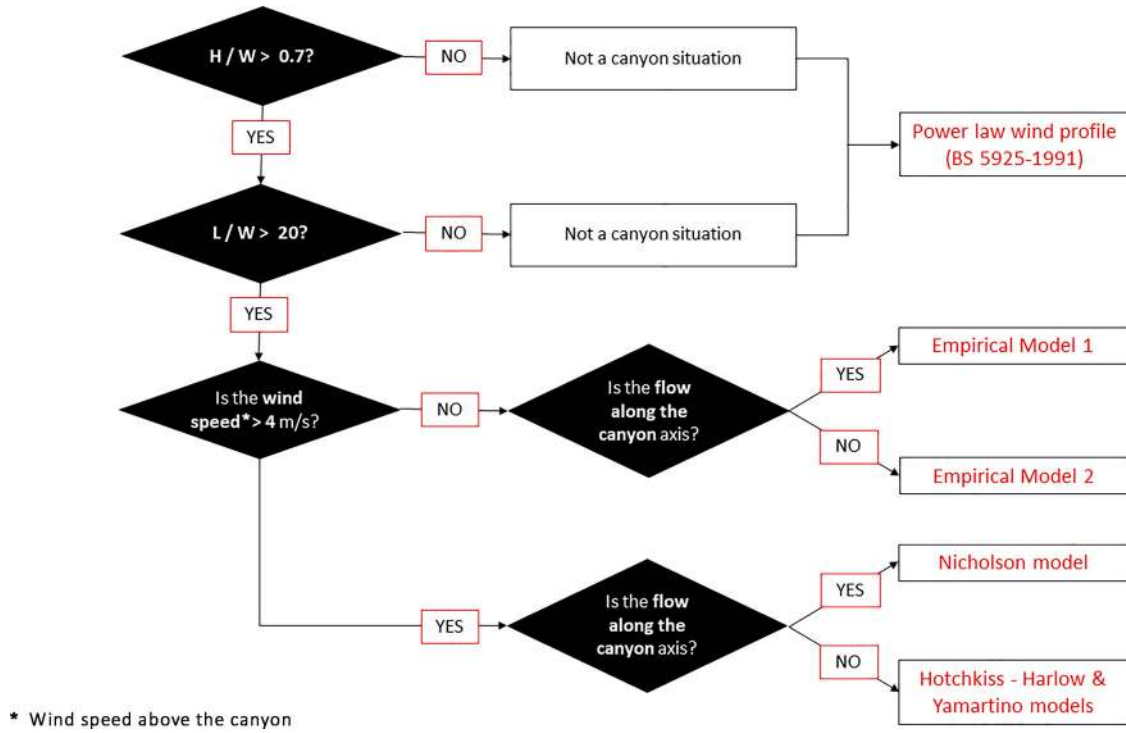 H / W > 0.7?
NO
Not a canyon situation
YES
Power law wind profile
(BS 5925-1991)
L / W > 20?
NO
Not a canyon situation
YES
Is the wind
speed* > 4 m/s?
NO
Is the flow
along the
canyon axis?
YES
Empirical Model 1
NO
Empirical Model 2
YES
Is the flow
along the
canyon axis?
YES
Nicholson model
NO
Hotchkiss - Harlow &
Yamartino models
* Wind speed above the canyon